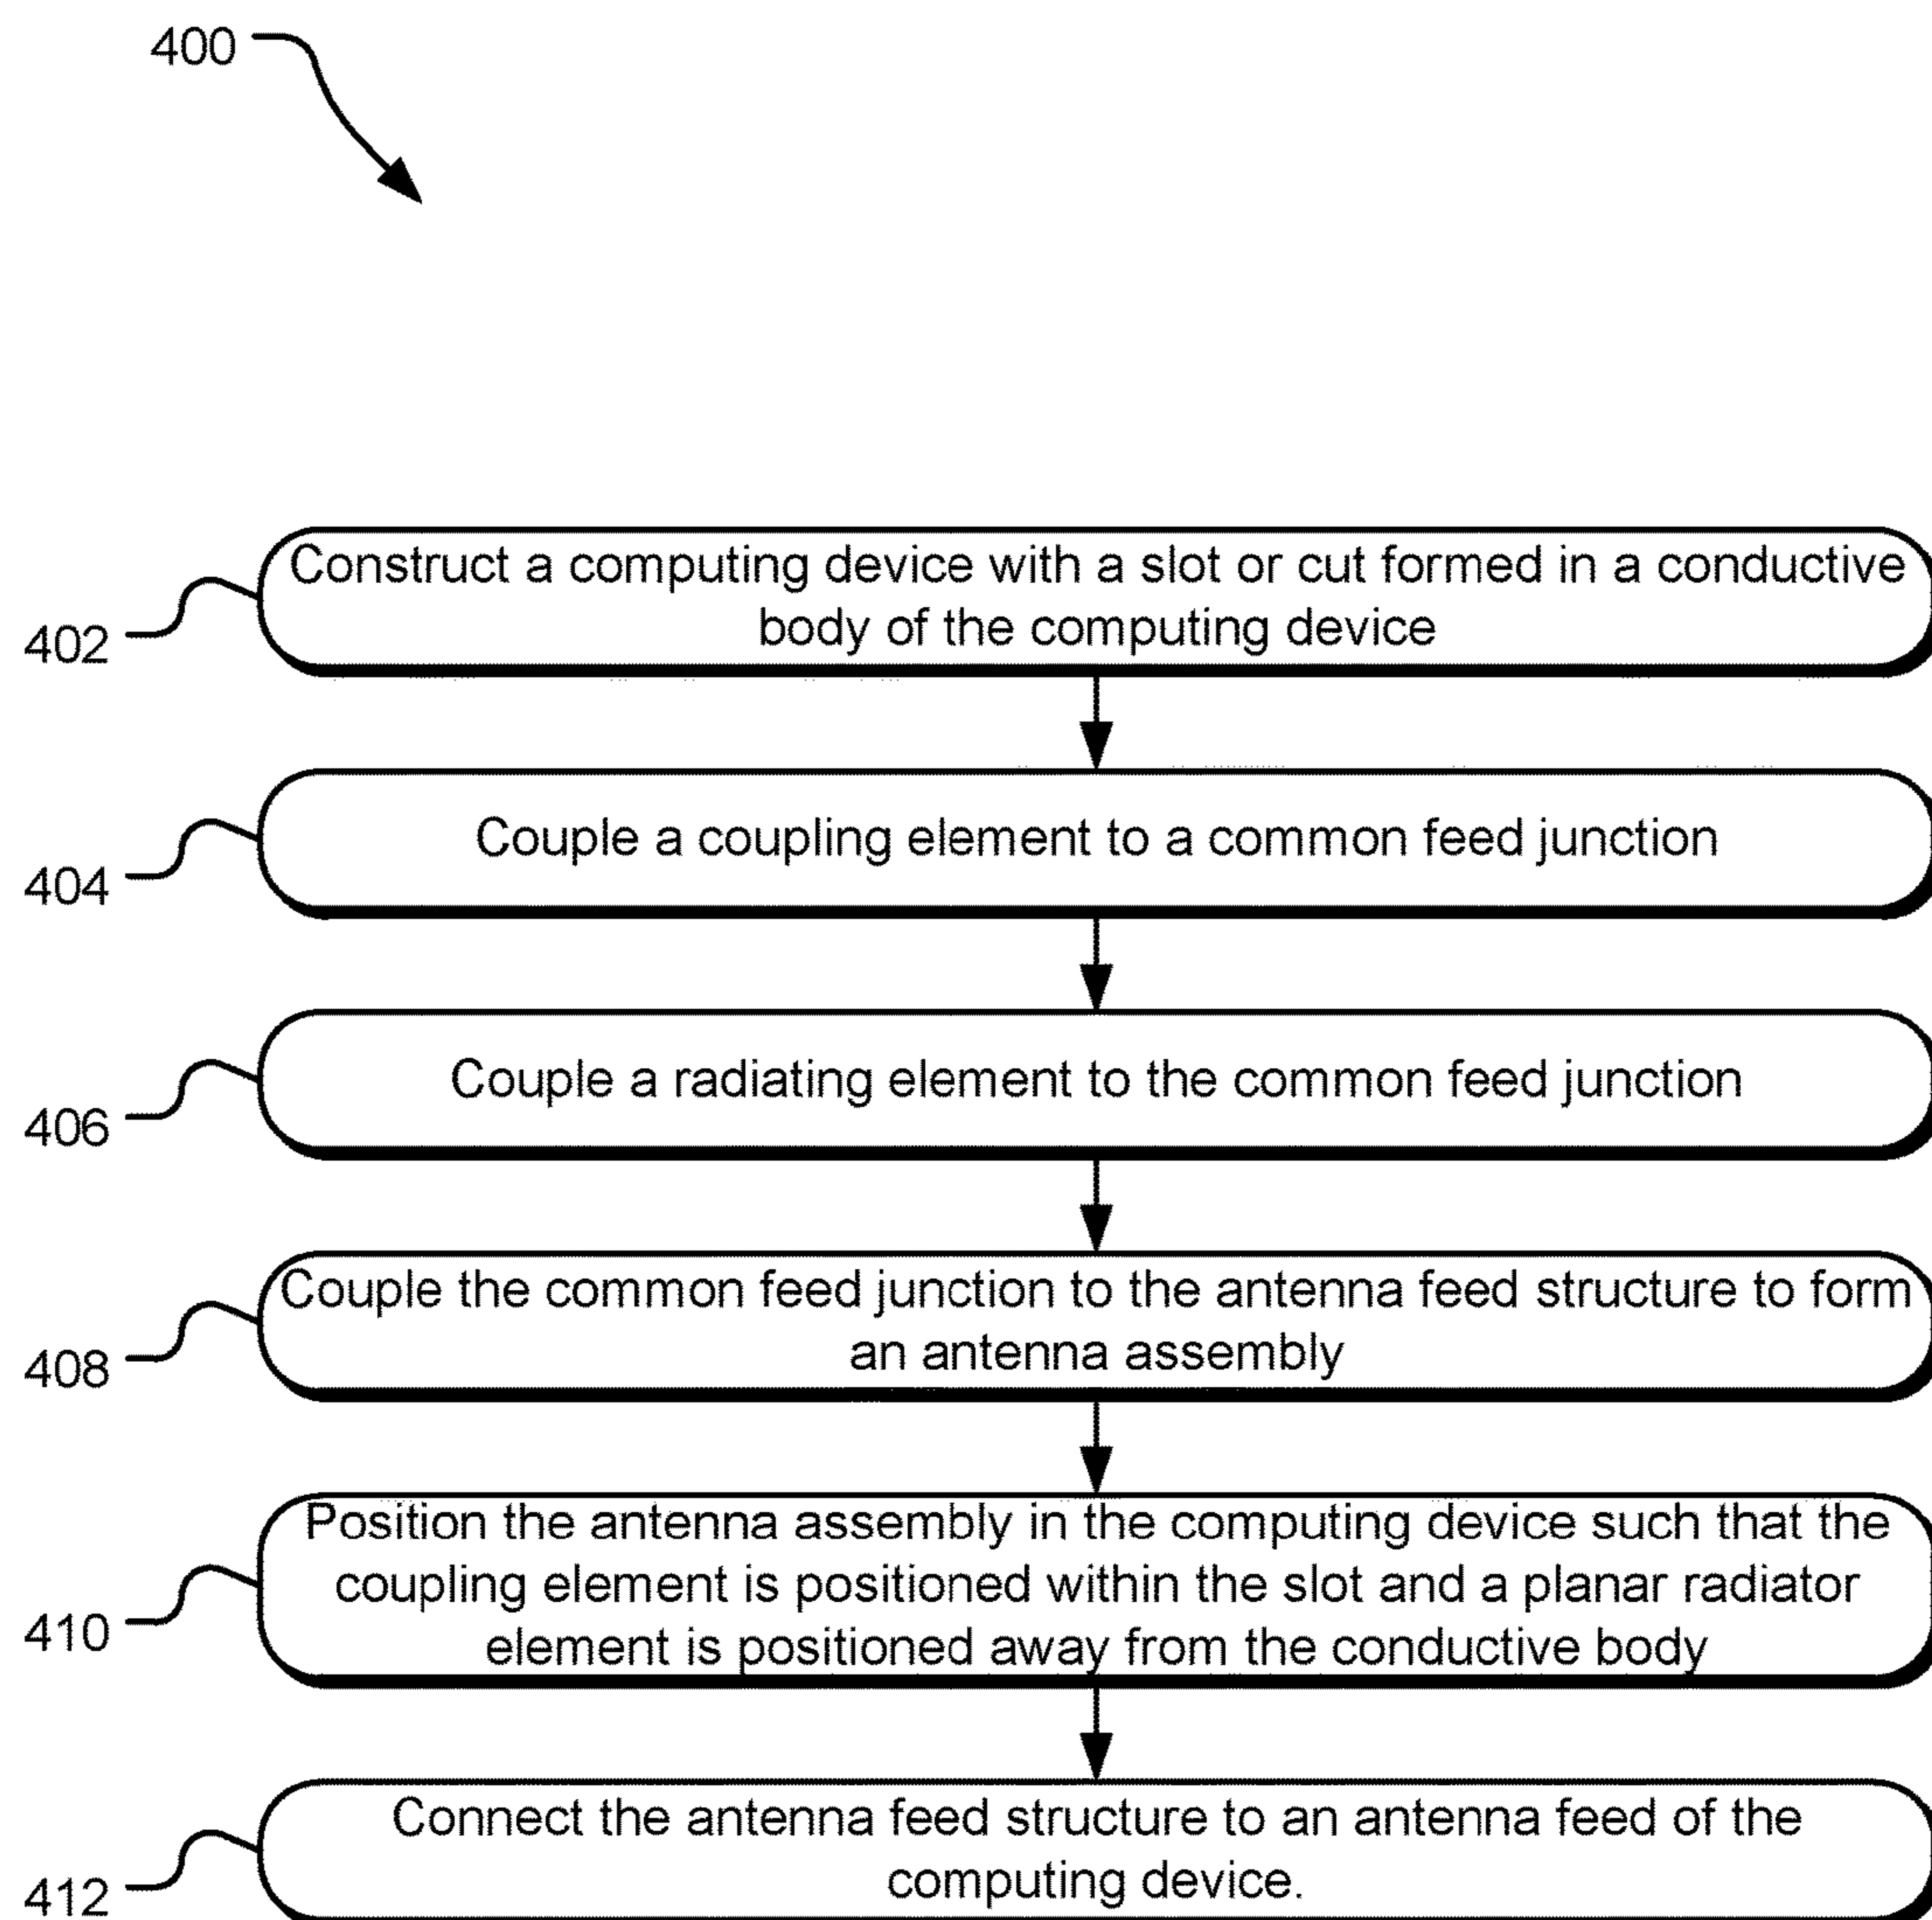 400
Construct a computing device with a slot or cut formed in a conductive
body of the computing device
402
Couple a coupling element to a common feed junction
404
Couple a radiating element to the common feed junction
406
Couple the common feed junction to the antenna feed structure to form
an antenna assembly
408
Position the antenna assembly in the computing device such that the
coupling element is positioned within the slot and a planar radiator
element is positioned away from the conductive body
410
Connect the antenna feed structure to an antenna feed of the
computing device.
412